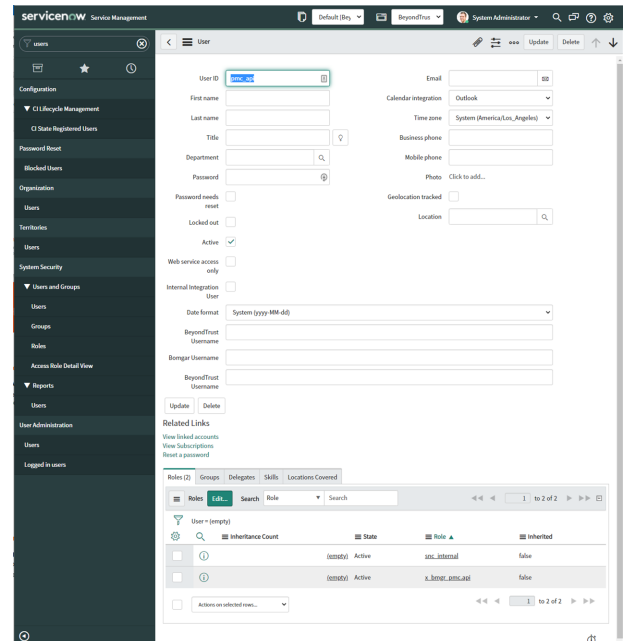 servicenow Service Management
Default (Bey
BeyondTrus
System Administrator
users
Configuration
CI Lifecycle Management
CI State Registered Users
Password Reset
Blocked Users
Organization
Users
Territories
Users
System Security
Users and Groups
Users
Groups
Roles
Access Role Detail View
Reports
Users
User Administration
Users
Logged in users
User
Update Delete
User ID pmc_api
First name
Last name
Title
Department
Password
Password needs reset
Locked out
Active
Web service access only
Internal Integration User
Email
Calendar integration Outlook
Time zone System (America/Los_Angeles)
Business phone
Mobile phone
Photo Click to add...
Geolocation tracked
Location
Date format System (yyyy-MM-dd)
BeyondTrust Username
Bomgar Username
BeyondTrust Username
Update Delete
Related Links
View linked accounts
View Subscriptions
Reset a password
Roles (2) Groups Delegates Skills Locations Covered
Roles Edit... Search Role Search 1 to 2 of 2
User = (empty)
Inheritance Count State Role Inherited
(empty) Active snc_internal false
(empty) Active x_bmgr_pmc.api false
Actions on selected rows... 1 to 2 of 2